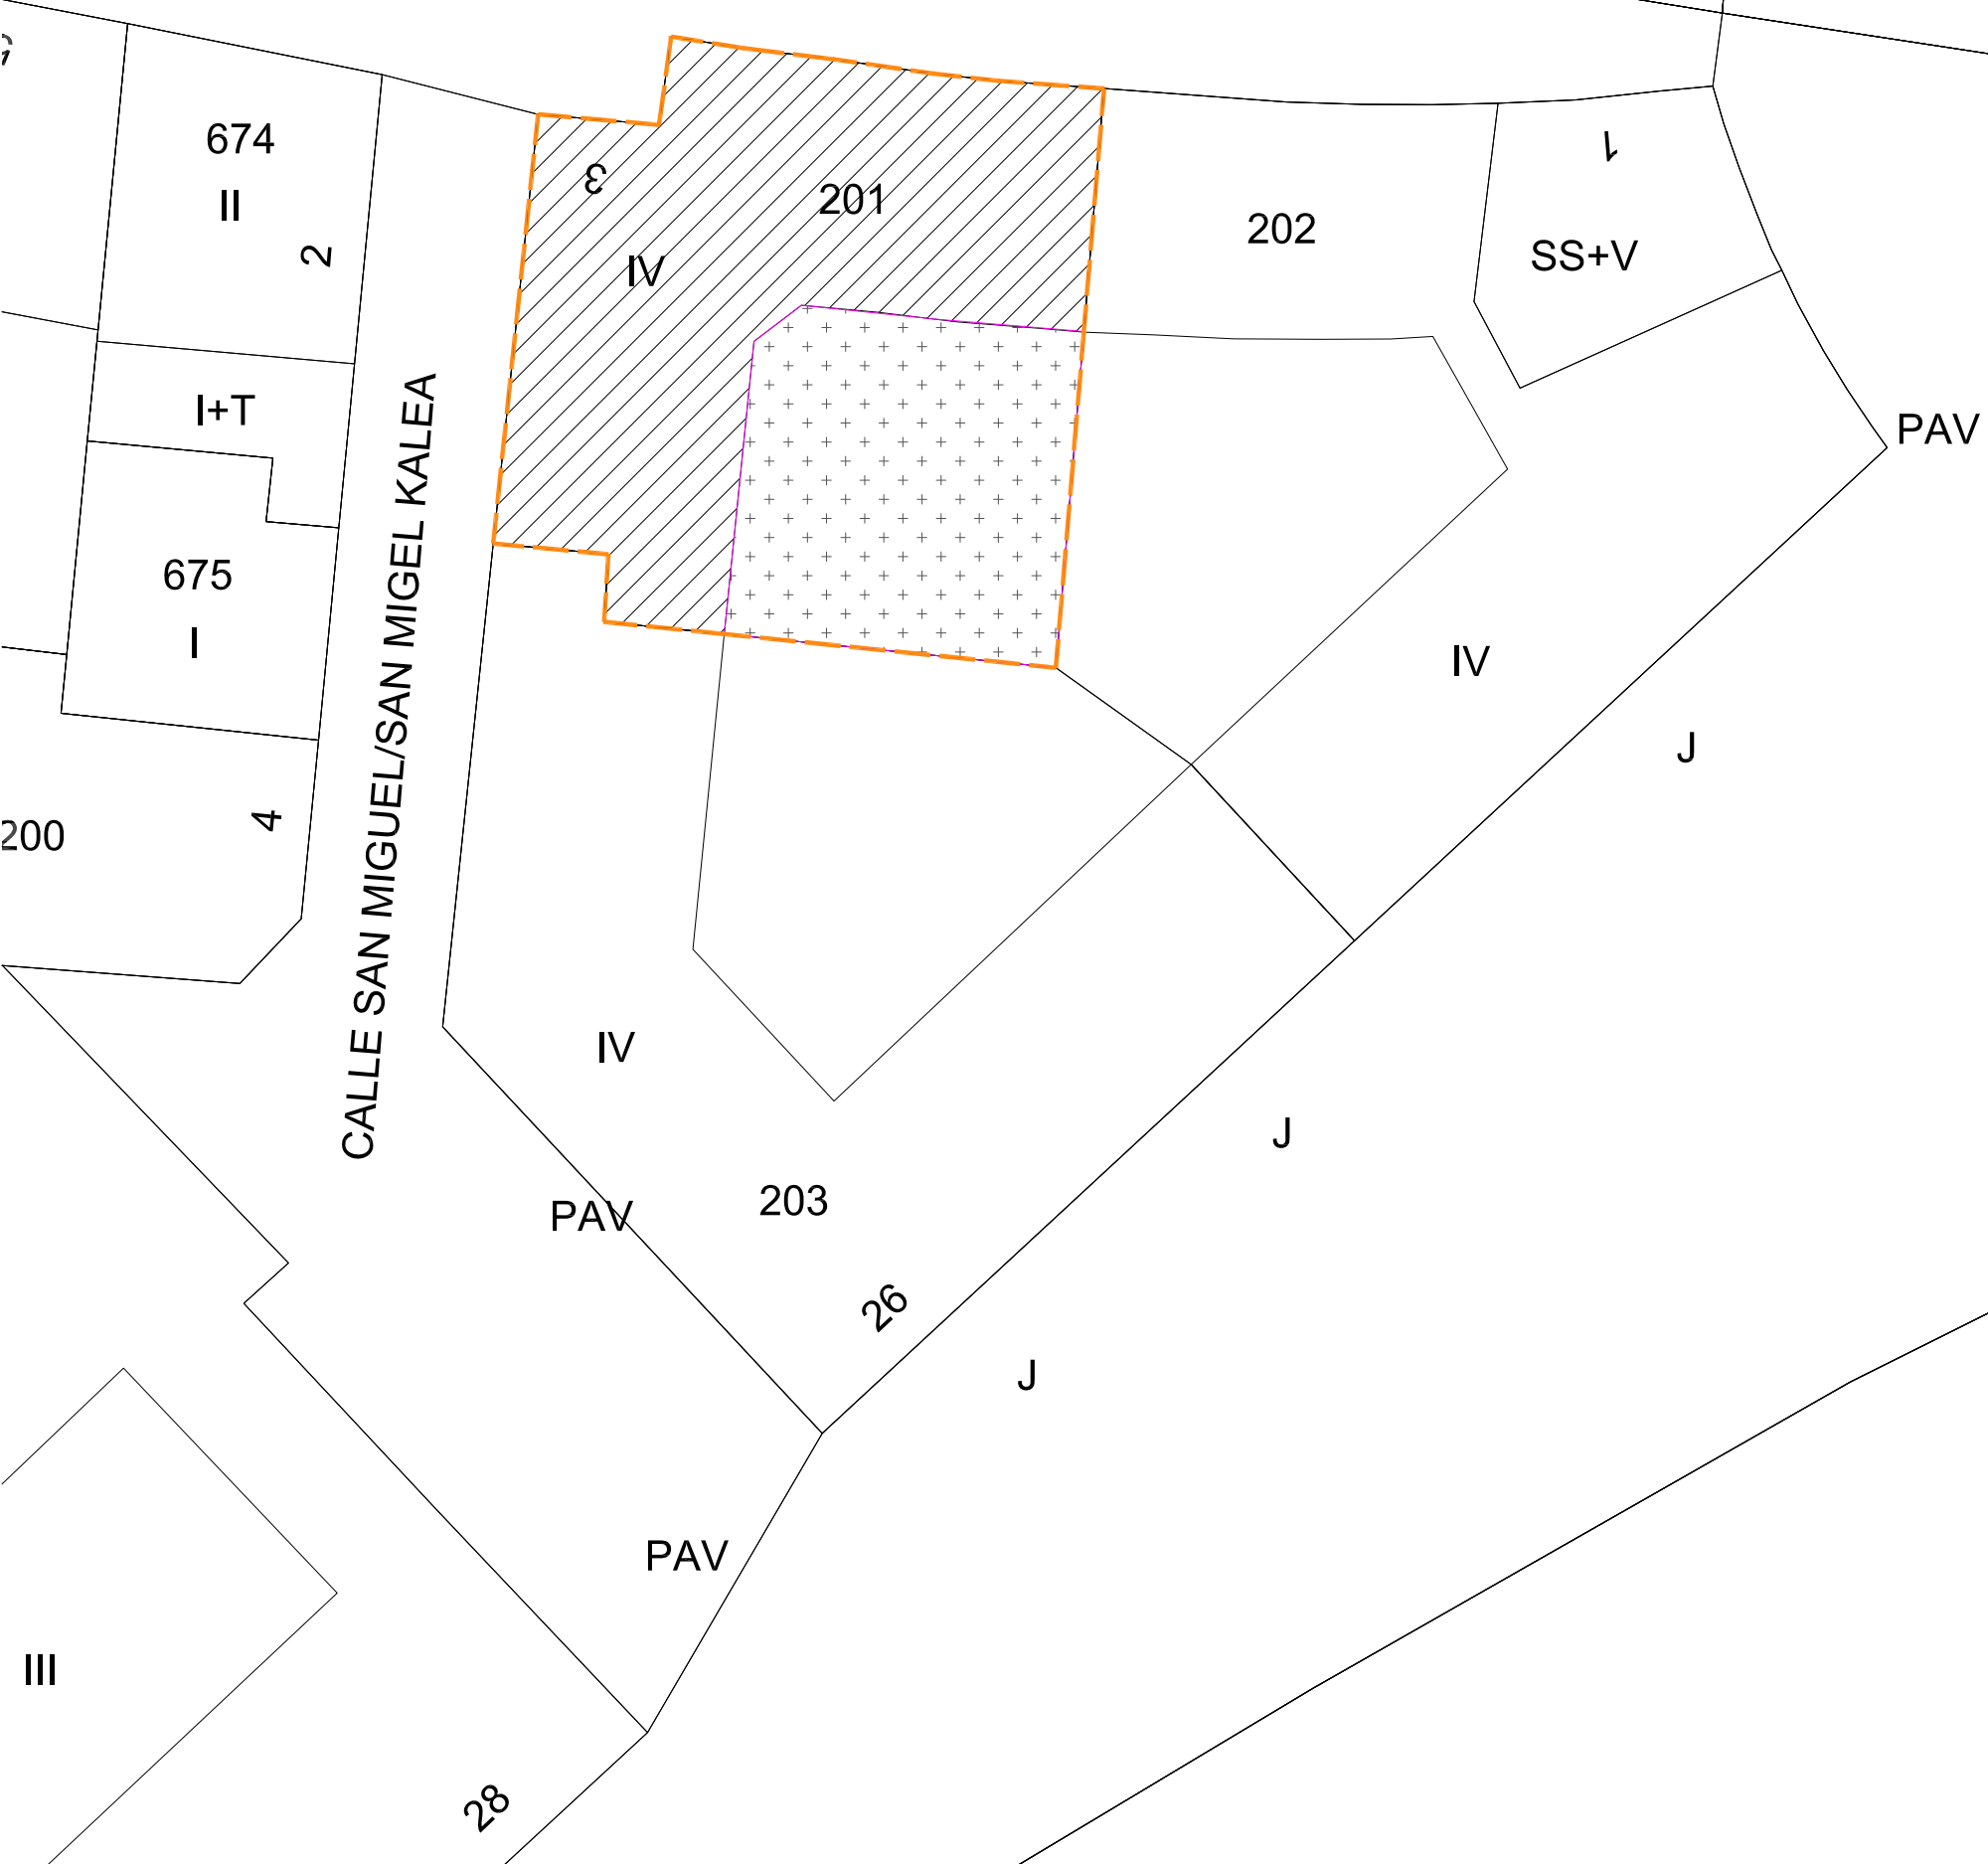 674
II
2
3
201
IV
202
1
SS+V
I+T
PAV
675
I
CALLE SAN MIGUEL/SAN MIGEL KALEA
IV
J
200
4
IV
J
PAV
203
26
J
PAV
III
28